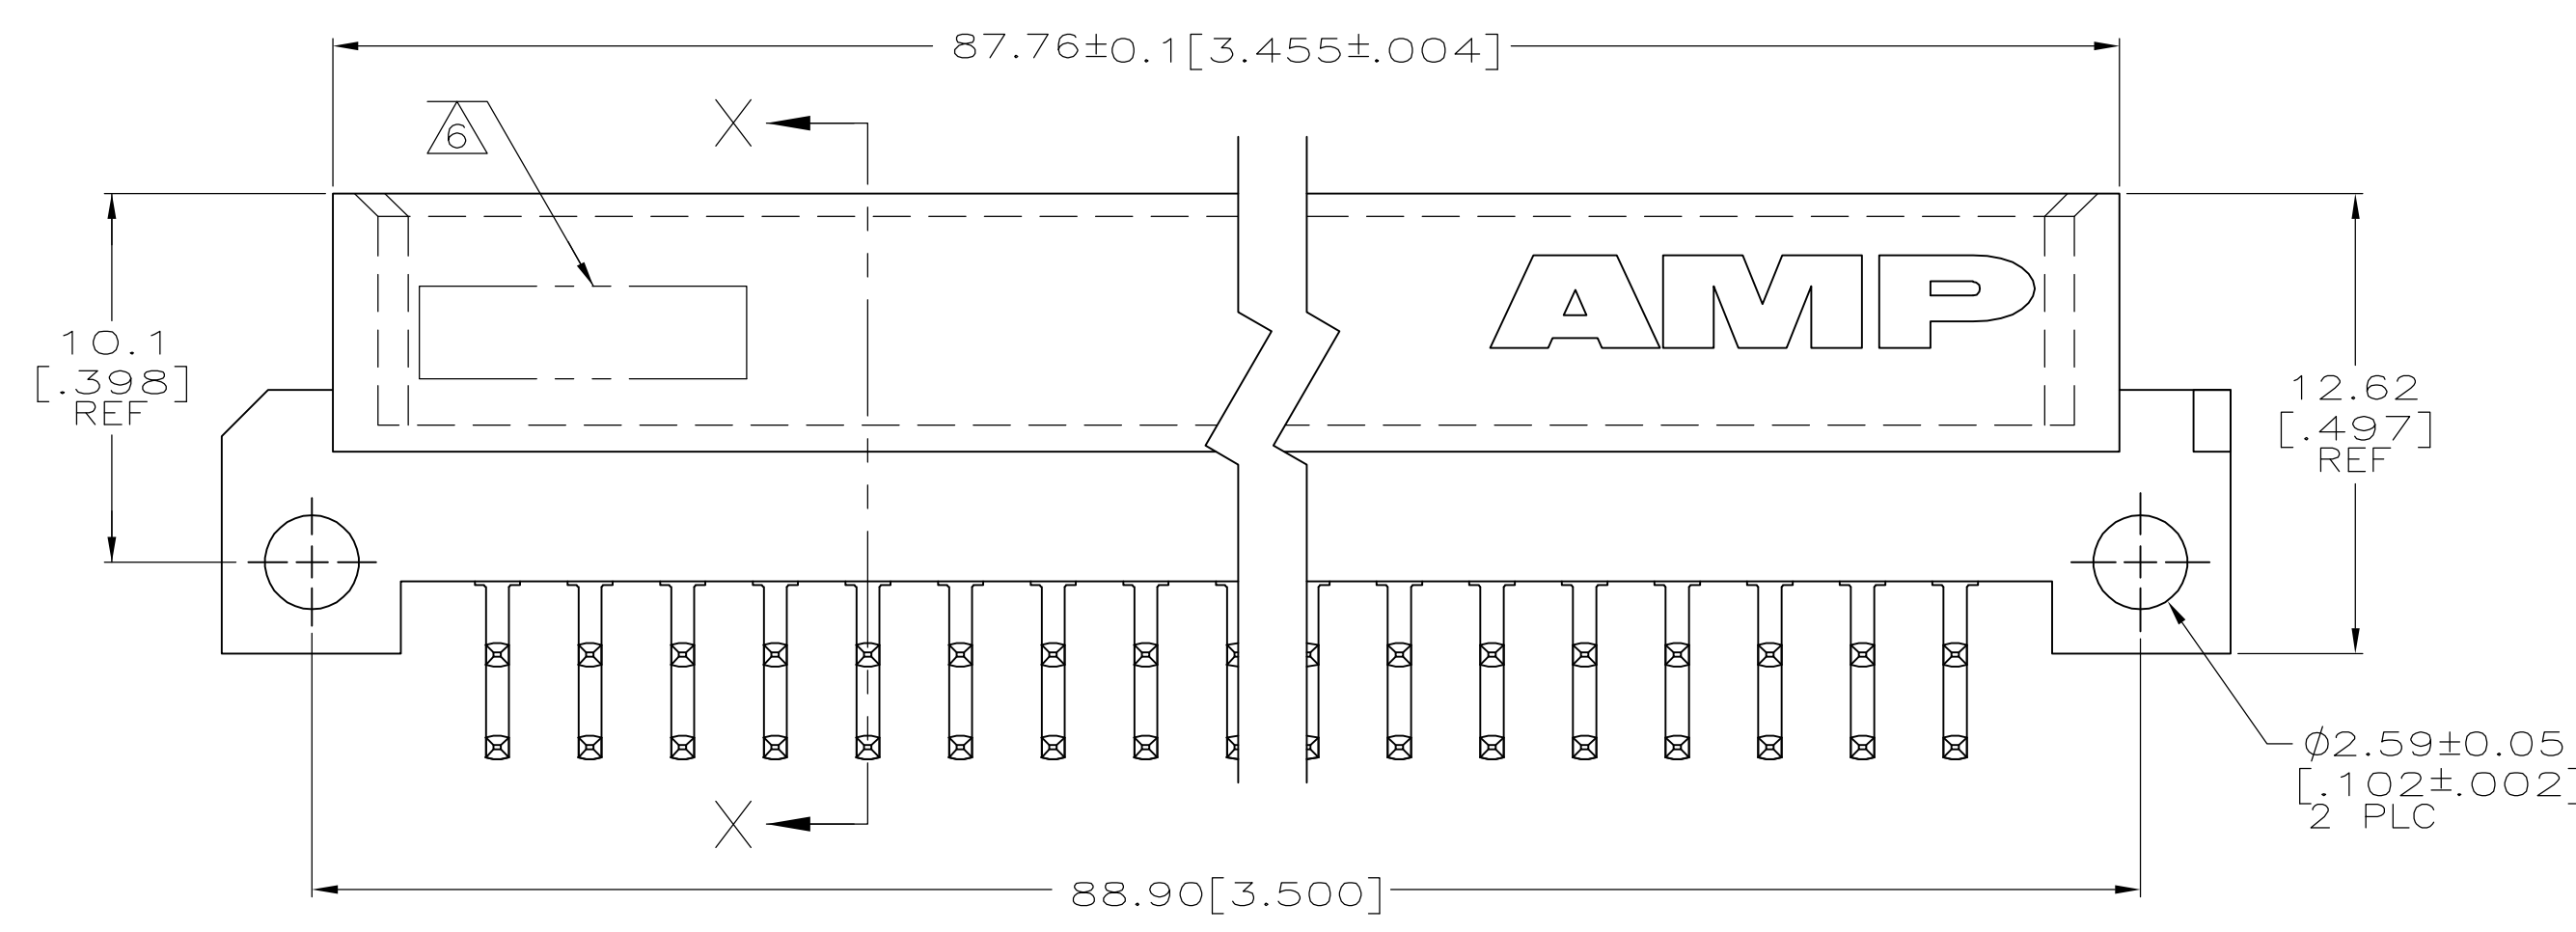 87.76±0.1[3.455±.004]
6
X
AMP
10.1
[.398]
REF
12.62
[.497]
REF
X
⌀2.59±0.05
[.102±.002]
2 PLC
88.90[3.500]